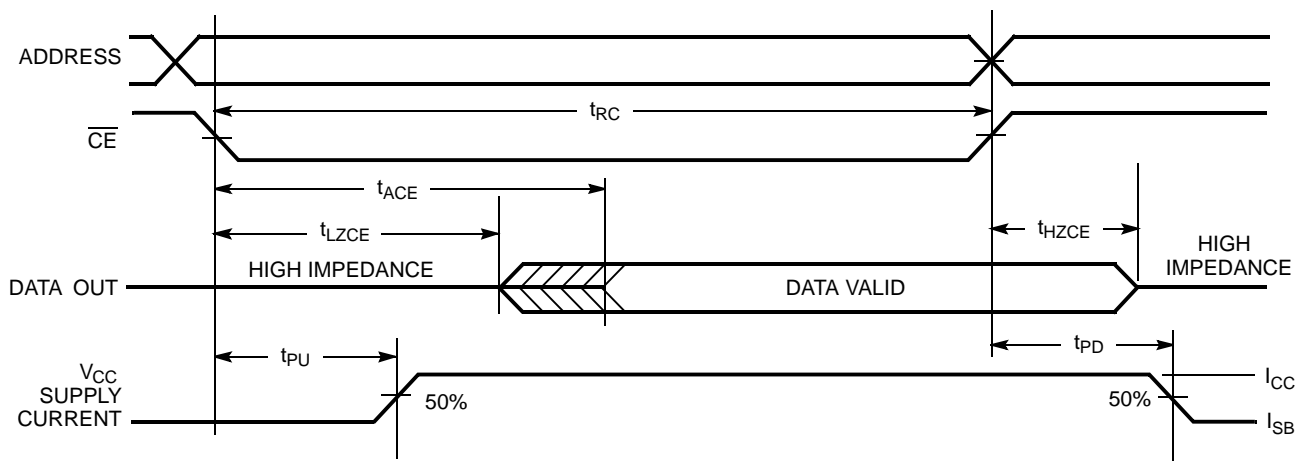 ADDRESS
tRC
CE
tACE
tLZCE
tHZCE
HIGH IMPEDANCE
HIGH
IMPEDANCE
DATA OUT
DATA VALID
tPU
tPD
VCC
SUPPLY
CURRENT
50%
50%
ICC
ISB